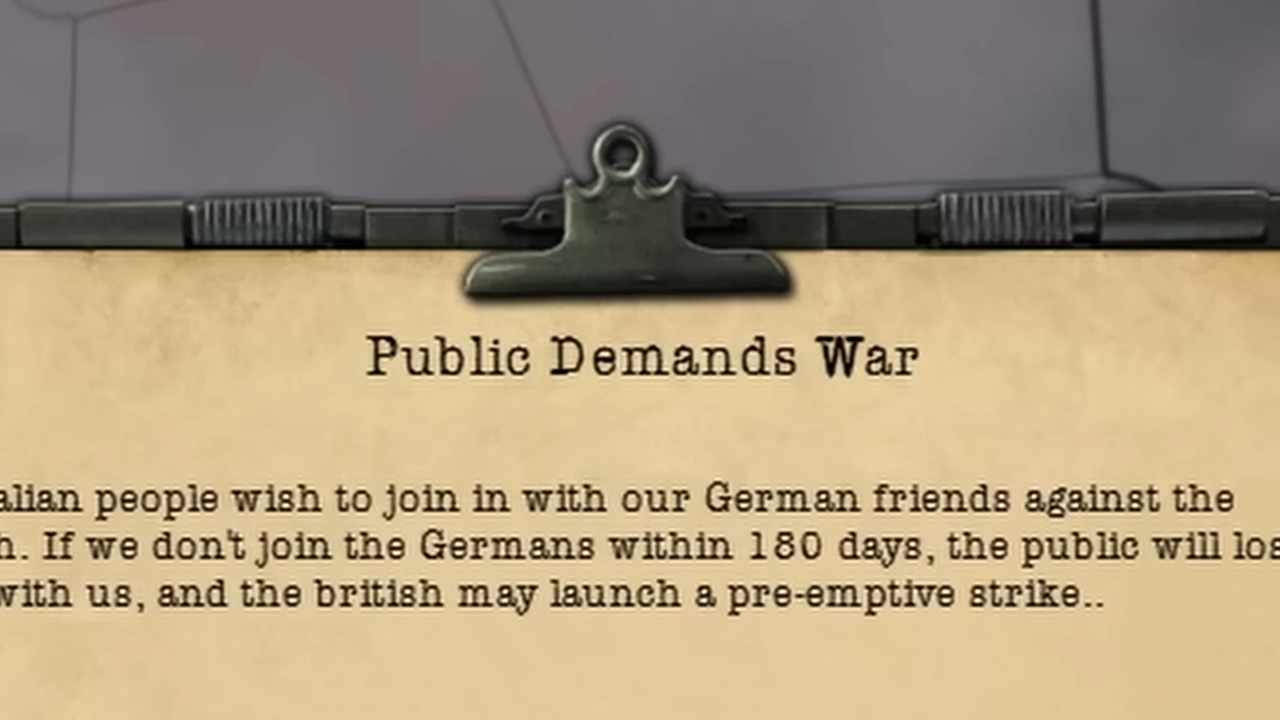 Public Demands War
alian people wish to join in with our German friends against the
h. If we don't join the Germans within 180 days, the public will los
with us, and the british may launch a pre-emptive strike..